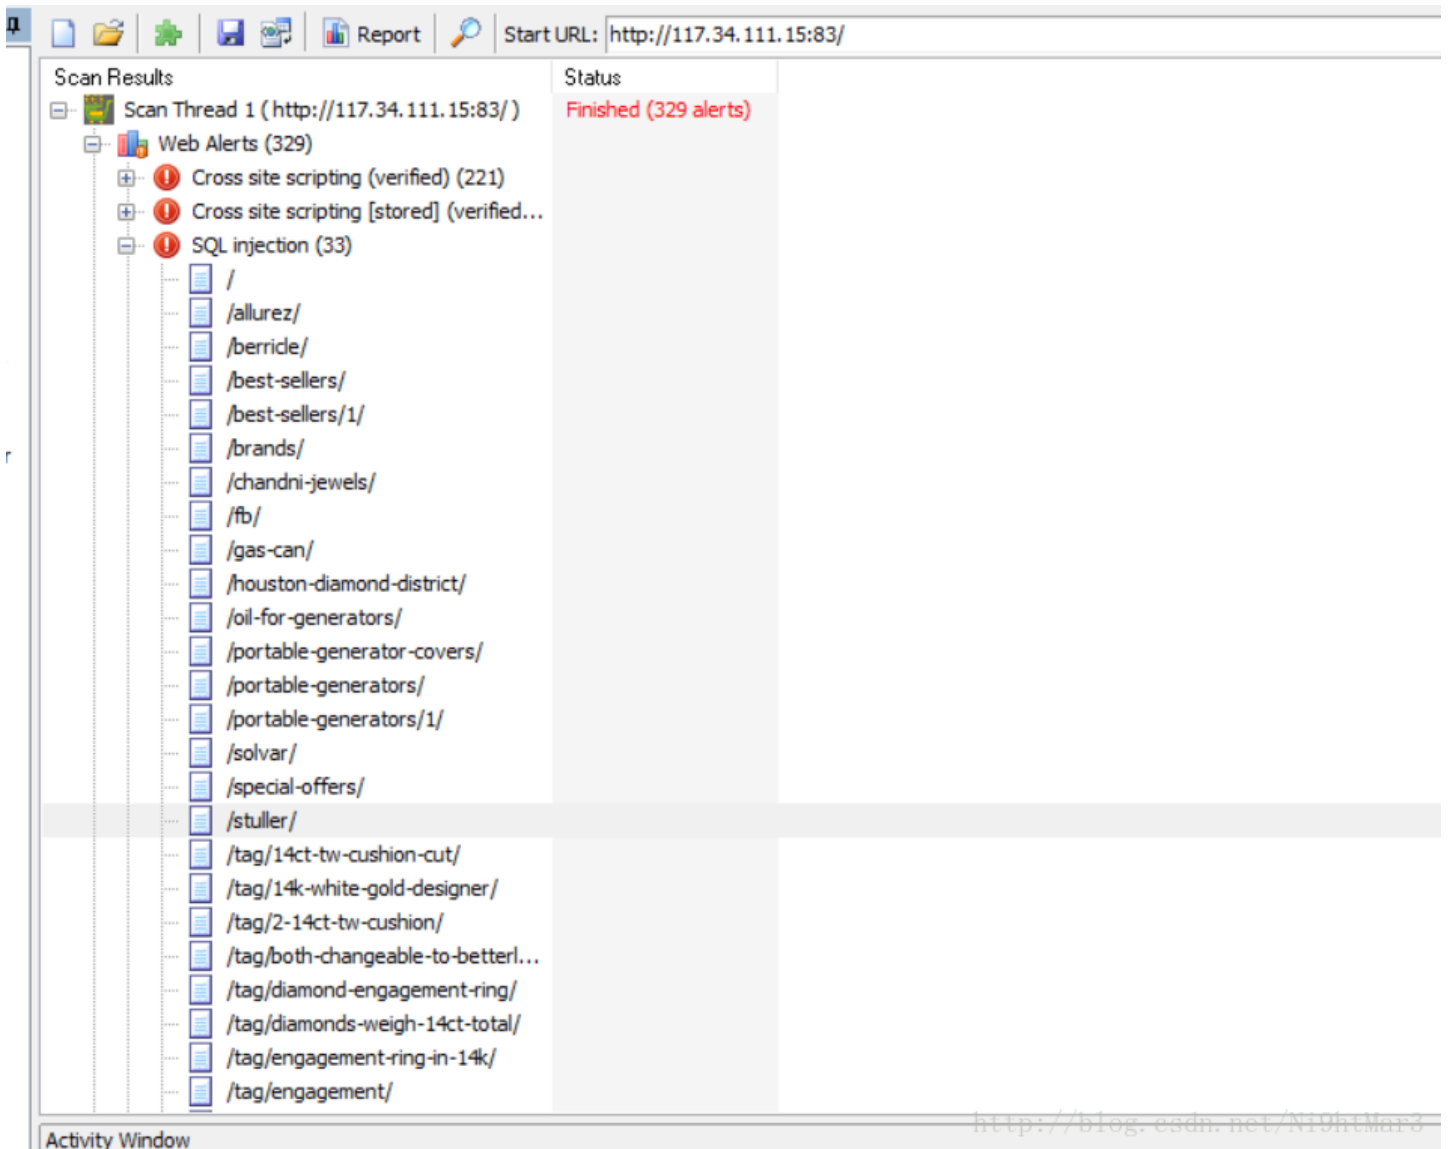 Report Start URL: http://117.34.111.15:83/
Scan Results Status
Scan Thread 1 ( http://117.34.111.15:83/ ) Finished (329 alerts)
Web Alerts (329)
Cross site scripting (verified) (221)
Cross site scripting [stored] (verified...
SQL injection (33)
/
/allurez/
/berricle/
/best-sellers/
/best-sellers/1/
/brands/
/chandni-jewels/
/fb/
/gas-can/
/houston-diamond-district/
/oil-for-generators/
/portable-generator-covers/
/portable-generators/
/portable-generators/1/
/solvar/
/special-offers/
/stuller/
/tag/14ct-tw-cushion-cut/
/tag/14k-white-gold-designer/
/tag/2-14ct-tw-cushion/
/tag/both-changeable-to-betterl...
/tag/diamond-engagement-ring/
/tag/diamonds-weigh-14ct-total/
/tag/engagement-ring-in-14k/
/tag/engagement/
http://blog.csdn.net/Ni9htMar3
Activity Window